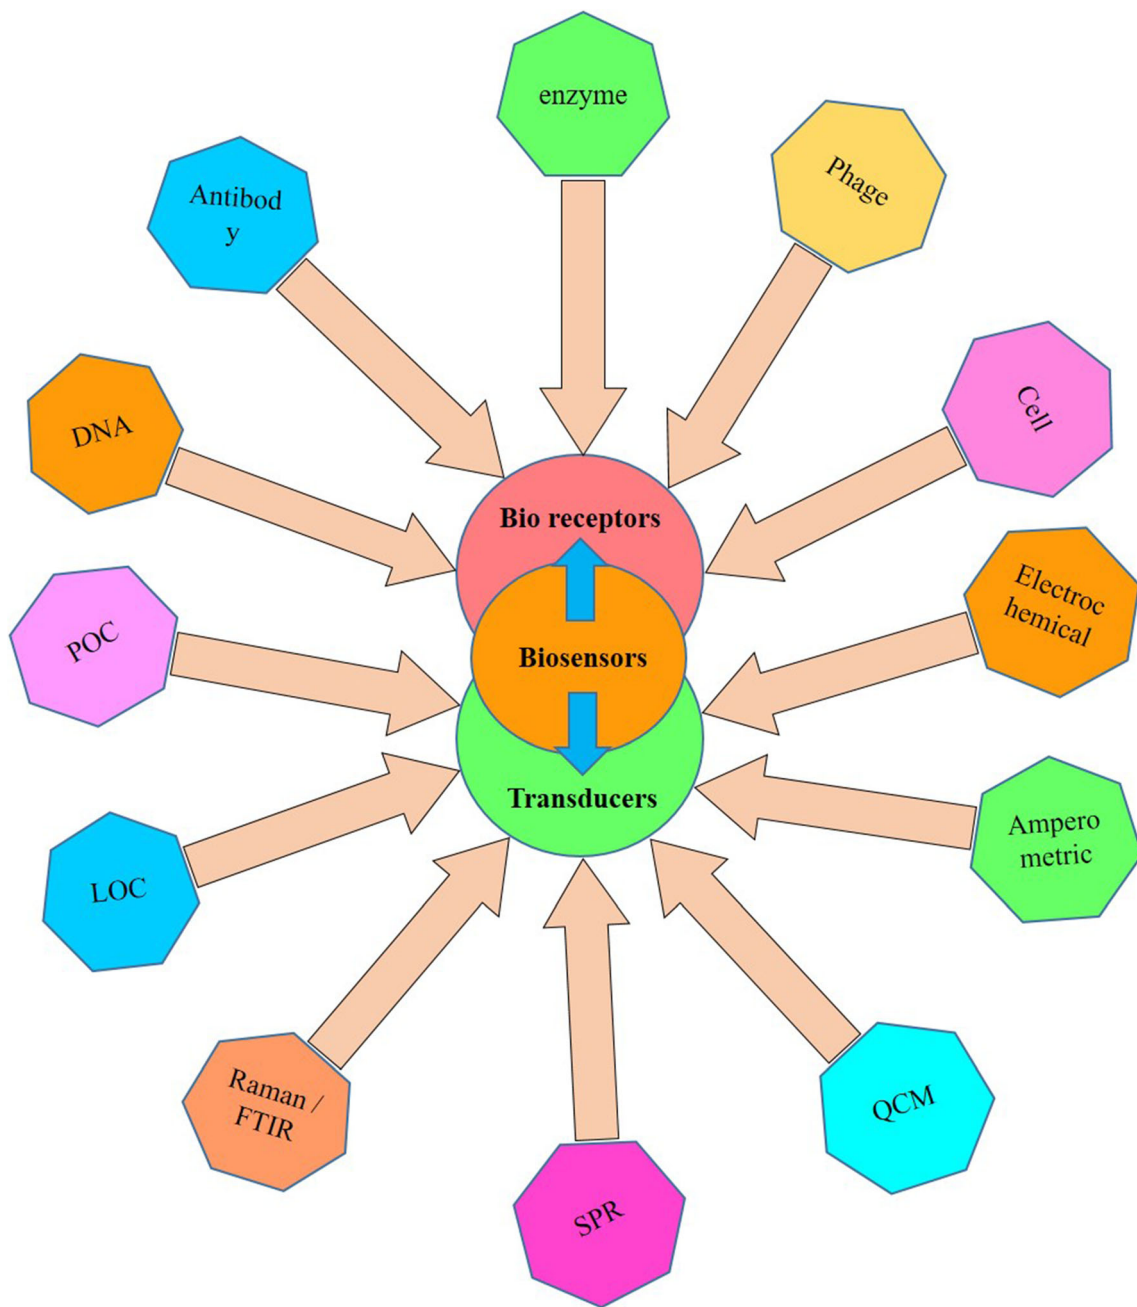 enzyme
Phage
Antibod
y
Cell
DNA
Bio receptors
Electroc
hemical
POC
Biosensors
Transducers
Ampero
metric
LOC
Raman /
FTIR
QCM
SPR